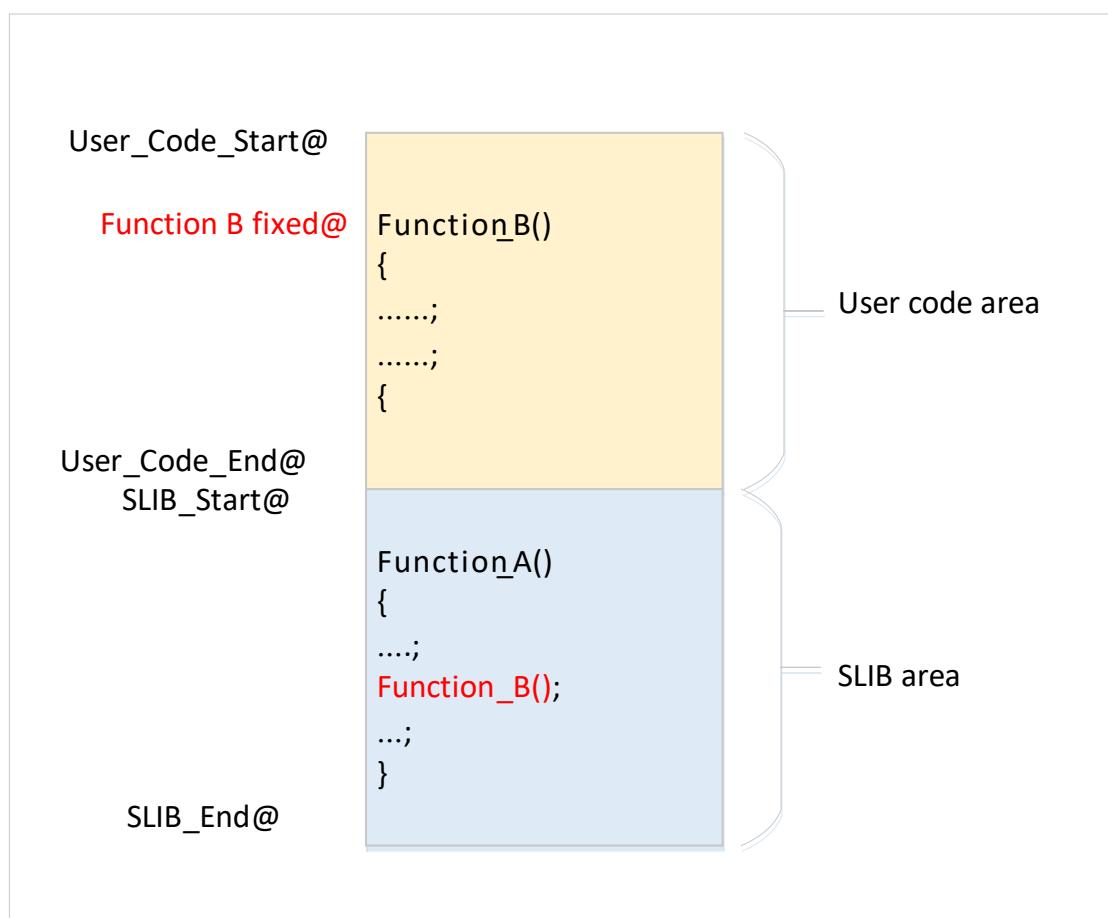 User_Code_Start@
Function B fixed@
Function_B()
{
......;
......;
{
User code area
User_Code_End@
SLIB_Start@
Function_A()
{
....;
Function_B();
...;
}
SLIB area
SLIB_End@